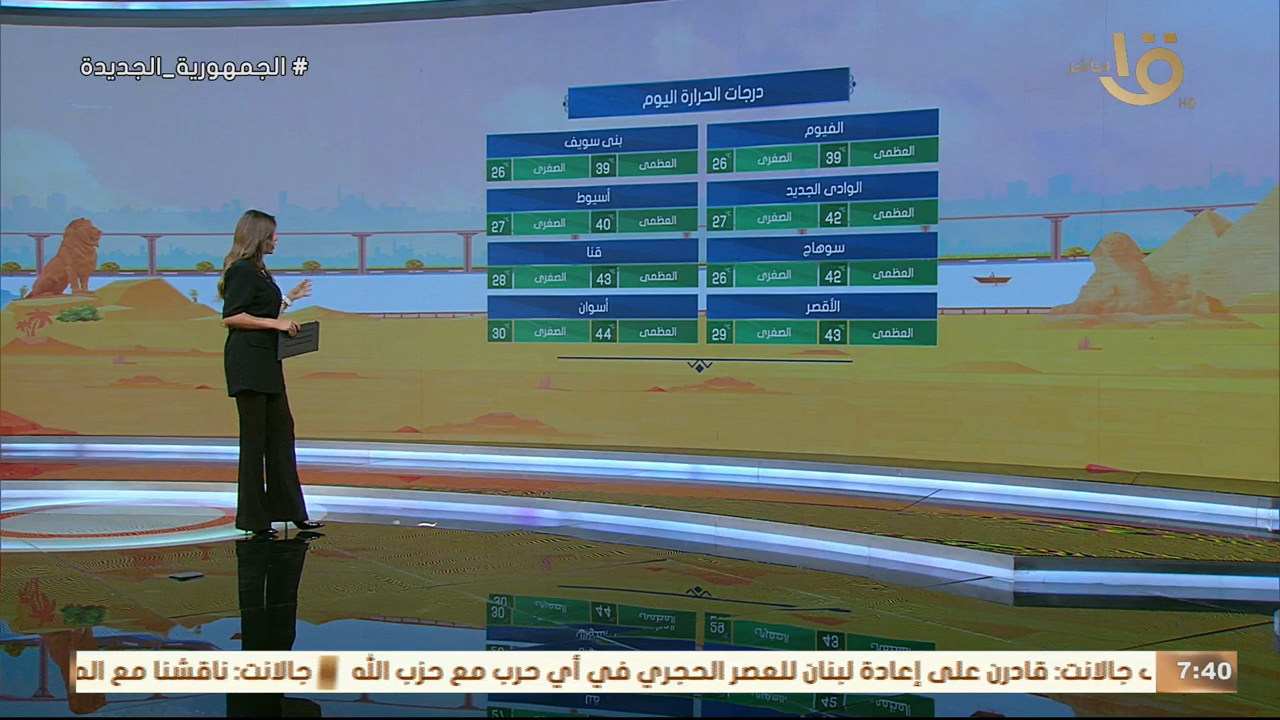 # الجمهورية_الجديدة
مباشر
HD
درجات الحرارة اليوم
الفيوم
العظمى 39 الصغرى 26
بنى سويف
العظمى 39 الصغرى 26
الوادى الجديد
العظمى 42 الصغرى 27
أسيوط
العظمى 40 الصغرى 27
سوهاج
العظمى 42 الصغرى 26
قنا
العظمى 43 الصغرى 28
الأقصر
العظمى 43 الصغرى 29
أسوان
العظمى 44 الصغرى 30
7:40
جالانت: قادرن على إعادة لبنان للعصر الحجري في أي حرب مع حزب الله جالانت: ناقشنا مع